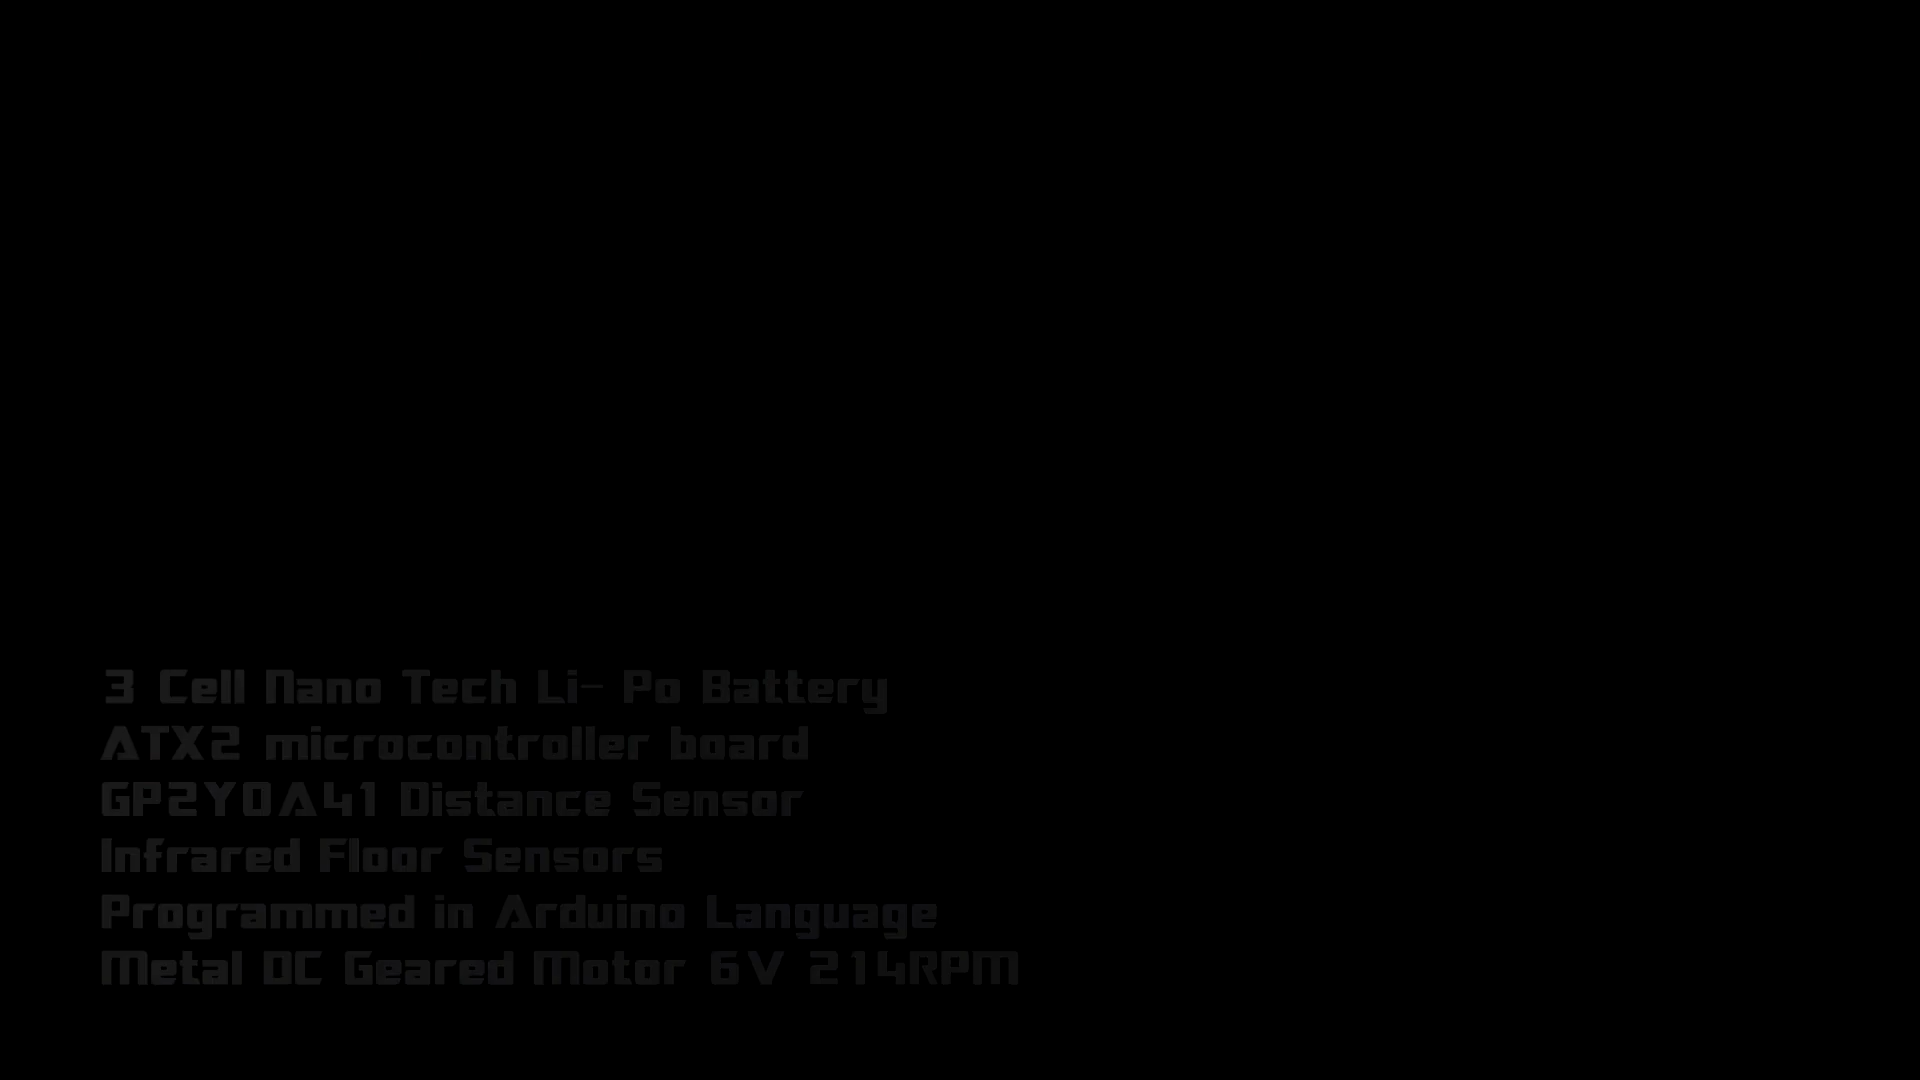 3 Cell Nano Tech Li- Po Battery
ATX2 microcontroller board
GP2Y0A41 Distance Sensor
Infrared Floor Sensors
Programmed in Arduino Language
Metal DC Geared Motor 6V 214RPM